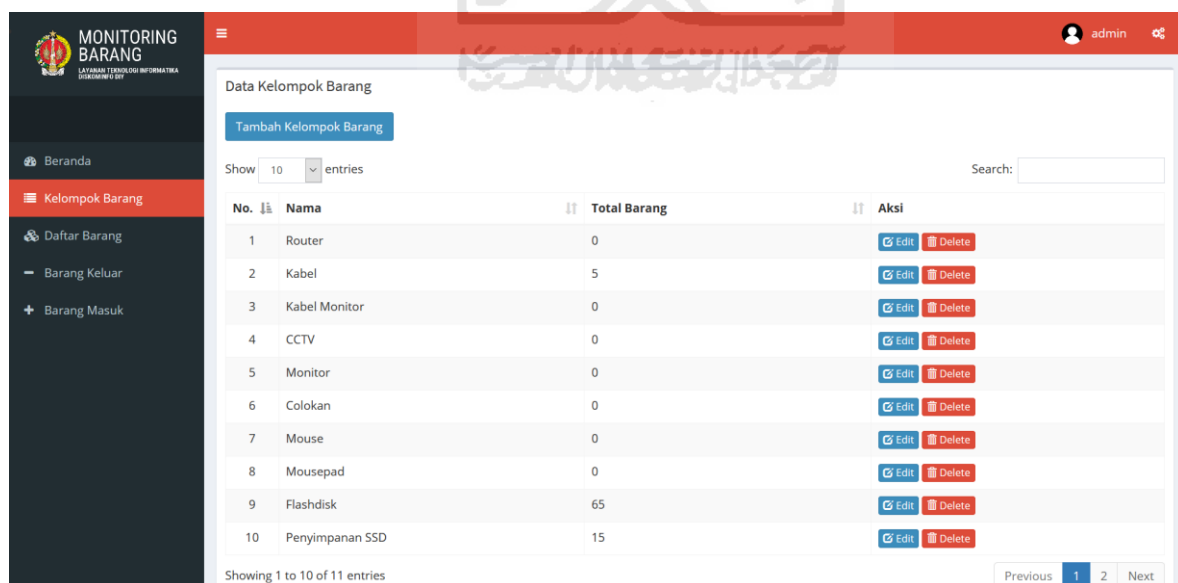 MONITORING
BARANG
LAYANAN TEKNOLOGI INFORMATIKA
DISKOMINFO DIY
admin
Beranda
Kelompok Barang
Daftar Barang
Barang Keluar
Barang Masuk
Data Kelompok Barang
Tambah Kelompok Barang
Show 10 entries Search:
No. Nama Total Barang Aksi
1 Router 0 Edit Delete
2 Kabel 5 Edit Delete
3 Kabel Monitor 0 Edit Delete
4 CCTV 0 Edit Delete
5 Monitor 0 Edit Delete
6 Colokan 0 Edit Delete
7 Mouse 0 Edit Delete
8 Mousepad 0 Edit Delete
9 Flashdisk 65 Edit Delete
10 Penyimpanan SSD 15 Edit Delete
Showing 1 to 10 of 11 entries Previous 1 2 Next